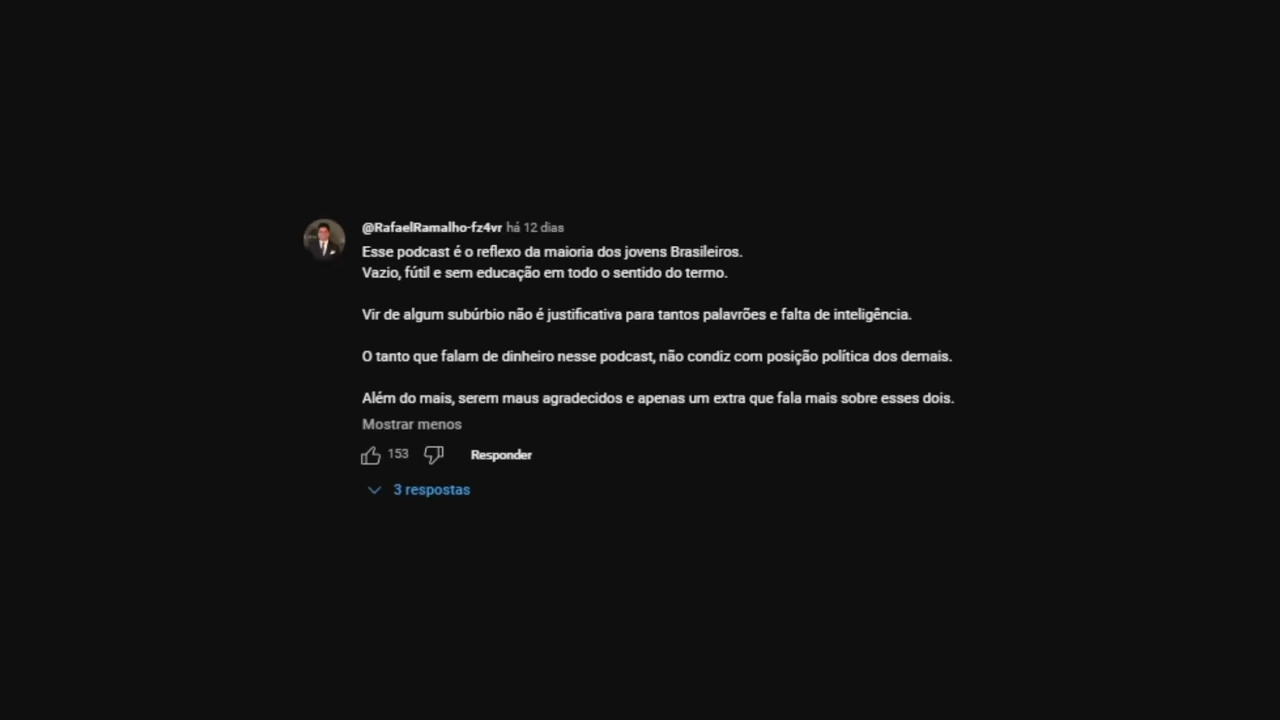 @RafaelRamalho-fz4vr há 12 dias
Esse podcast é o reflexo da maioria dos jovens Brasileiros.
Vazio, fútil e sem educação em todo o sentido do termo.
Vir de algum subúrbio não é justificativa para tantos palavrões e falta de inteligência.
O tanto que falam de dinheiro nesse podcast, não condiz com posição política dos demais.
Além do mais, serem maus agradecidos e apenas um extra que fala mais sobre esses dois.
Mostrar menos
153 Responder
3 respostas